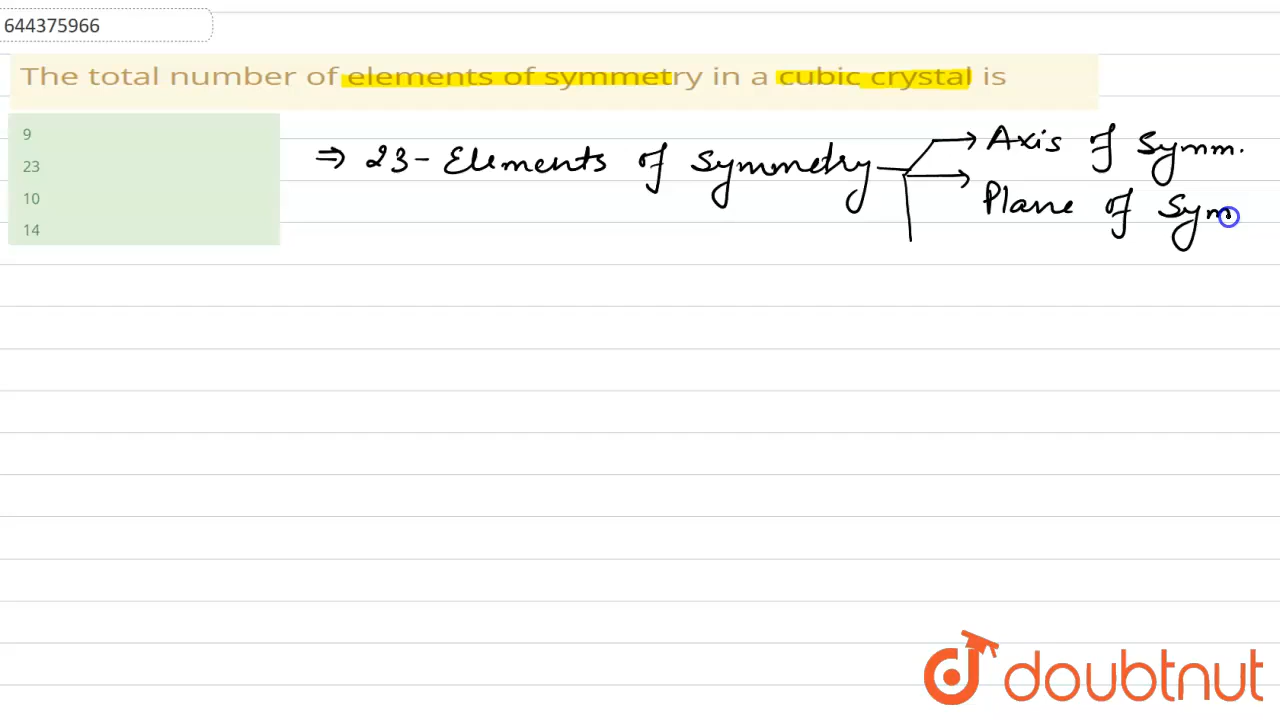 644375966
The total number of elements of symmetry in a cubic crystal is
9
23
10
14
⇒ 23 - Elements of Symmetry
Axis of Symm.
Plane of Sym
doubtnut